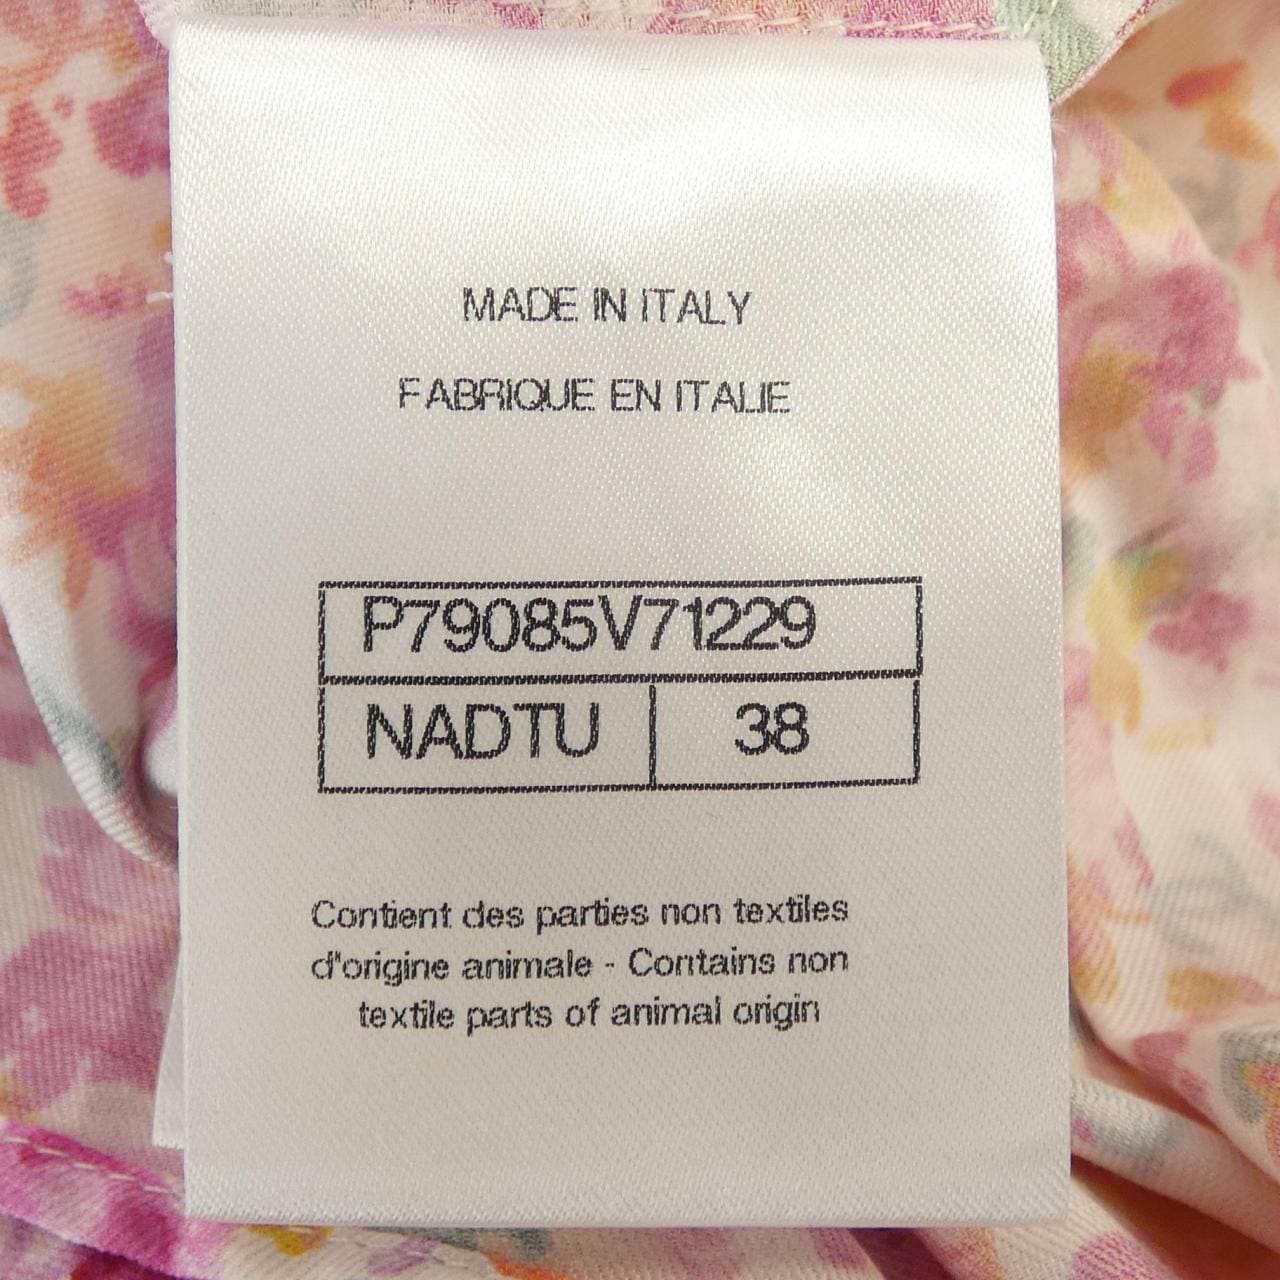 MADE IN ITALY
FABRIQUE EN ITALIE
P79085V71229
NADTU 38
Contient des parties non textiles
d'origine animale - Contains non
textile parts of animal origin